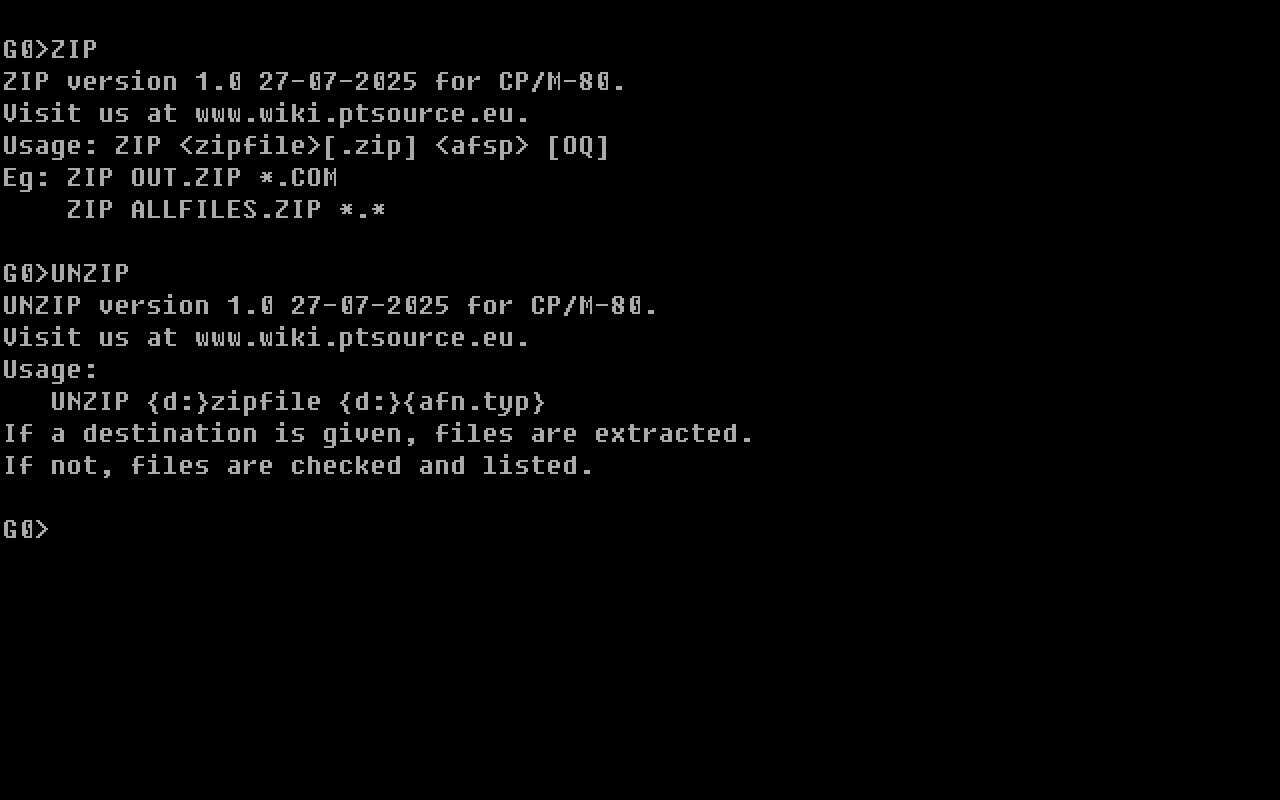 G0>ZIP
ZIP version 1.0 27-07-2025 for CP/M-80.
Visit us at www.wiki.ptsource.eu.
Usage: ZIP <zipfile>[.zip] <afsp> [OQ]
Eg: ZIP OUT.ZIP *.COM
    ZIP ALLFILES.ZIP *.*
G0>UNZIP
UNZIP version 1.0 27-07-2025 for CP/M-80.
Visit us at www.wiki.ptsource.eu.
Usage:
   UNZIP {d:}zipfile {d:}{afn.typ}
If a destination is given, files are extracted.
If not, files are checked and listed.
G0>